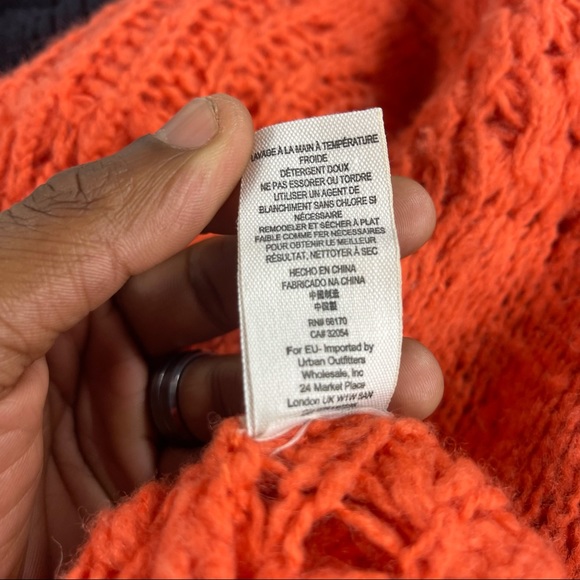 LAVAGE À LA MAIN À TEMPÉRATURE
FROIDE
DÉTERGENT DOUX
NE PAS ESSORER OU TORDRE
UTILISER UN AGENT DE
BLANCHIMENT SANS CHLORE SI
NÉCESSAIRE
REMODELER ET SÉCHER À PLAT
FAIBLE COMME FER NÉCESSAIRES
POUR OBTENIR LE MEILLEUR
RÉSULTAT, NETTOYER À SEC
HECHO EN CHINA
FABRICADO NA CHINA
中國制造
中国製
RN# 66170
CA# 32054
For EU- Imported by
Urban Outfitters
Wholesale, Inc
24 Market Place
London UK W1W 8AN